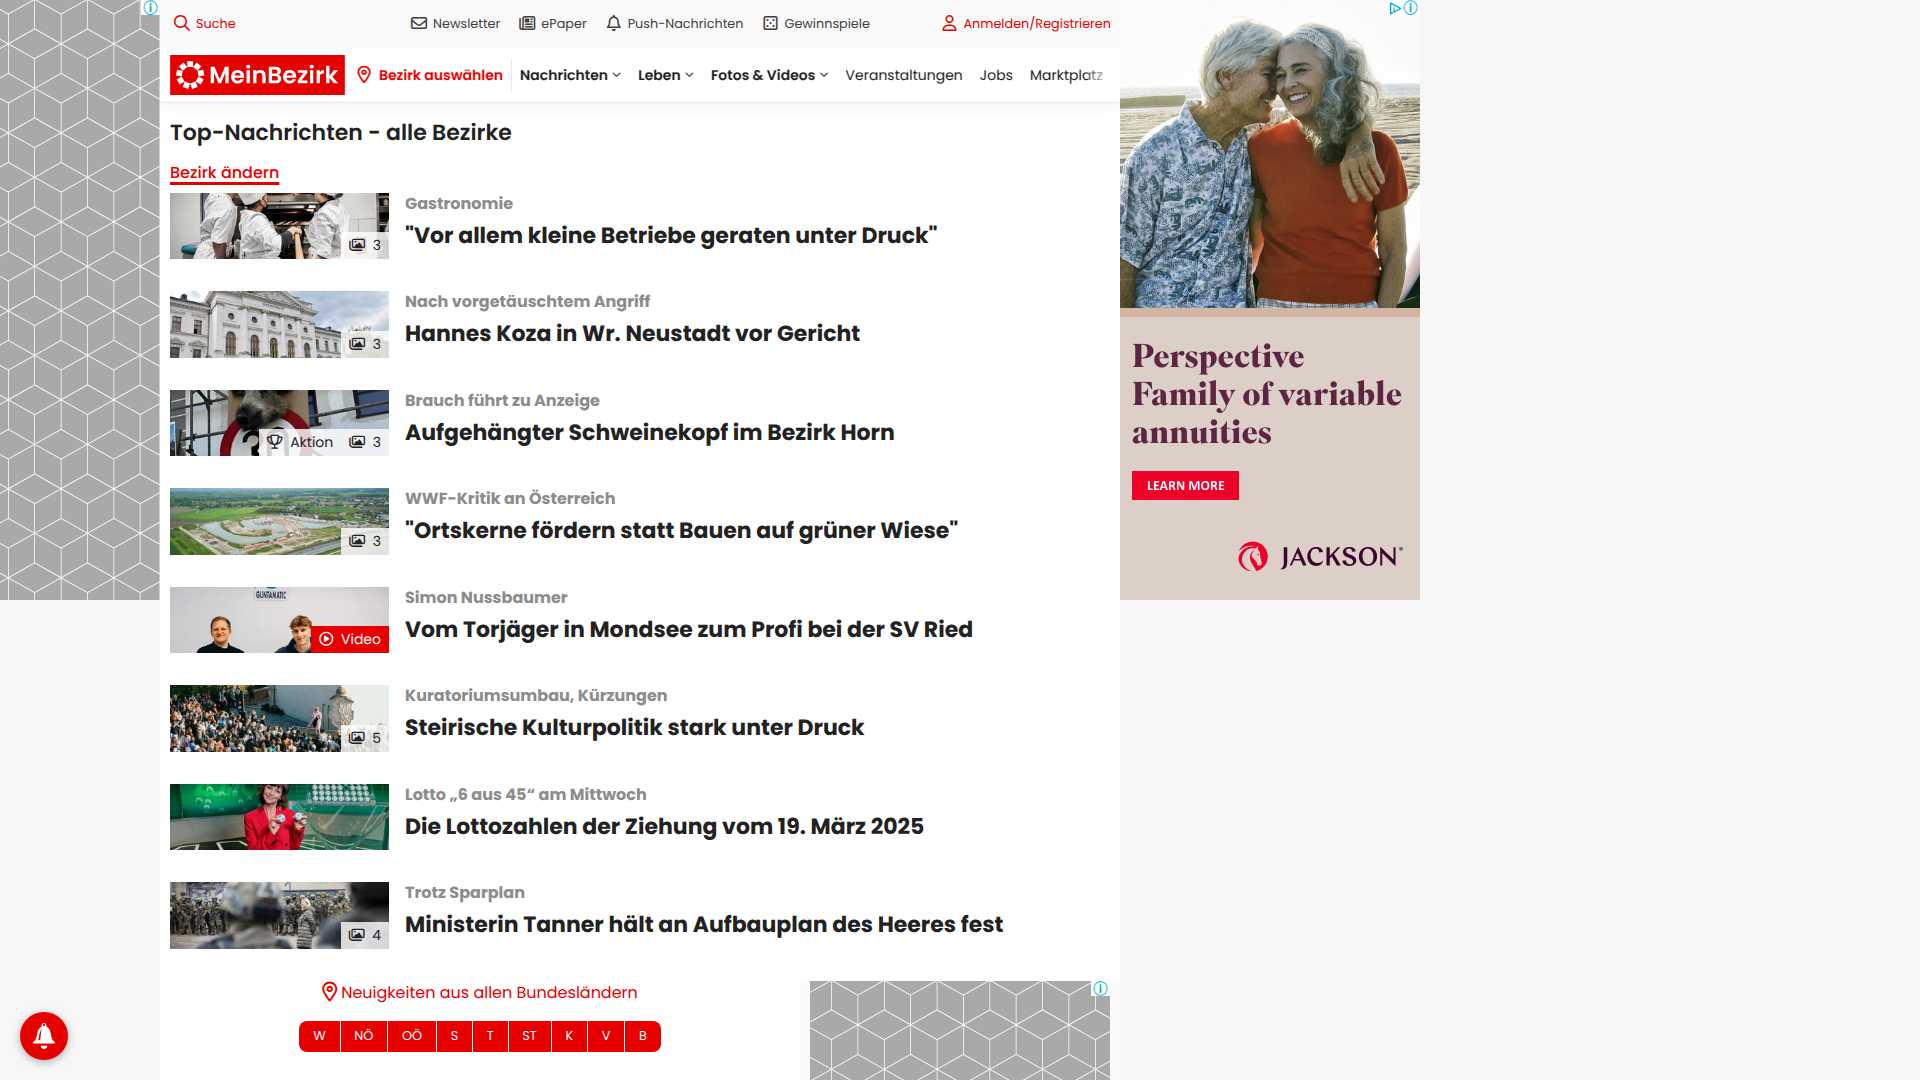 Suche
Newsletter
ePaper
Push-Nachrichten
Gewinnspiele
Anmelden/Registrieren
MeinBezirk
Bezirk auswählen
Nachrichten
Leben
Fotos & Videos
Veranstaltungen
Jobs
Marktplatz
Top-Nachrichten - alle Bezirke
Bezirk ändern
3
Gastronomie
"Vor allem kleine Betriebe geraten unter Druck"
3
Nach vorgetäuschtem Angriff
Hannes Koza in Wr. Neustadt vor Gericht
Aktion 3
Brauch führt zu Anzeige
Aufgehängter Schweinekopf im Bezirk Horn
3
WWF-Kritik an Österreich
"Ortskerne fördern statt Bauen auf grüner Wiese"
GUNTAMATIC
Video
Simon Nussbaumer
Vom Torjäger in Mondsee zum Profi bei der SV Ried
5
Kuratoriumsumbau, Kürzungen
Steirische Kulturpolitik stark unter Druck
Lotto „6 aus 45“ am Mittwoch
Die Lottozahlen der Ziehung vom 19. März 2025
4
Trotz Sparplan
Ministerin Tanner hält an Aufbauplan des Heeres fest
Neuigkeiten aus allen Bundesländern
W NÖ OÖ S T ST K V B
Perspective
Family of variable
annuities
LEARN MORE
JACKSON®